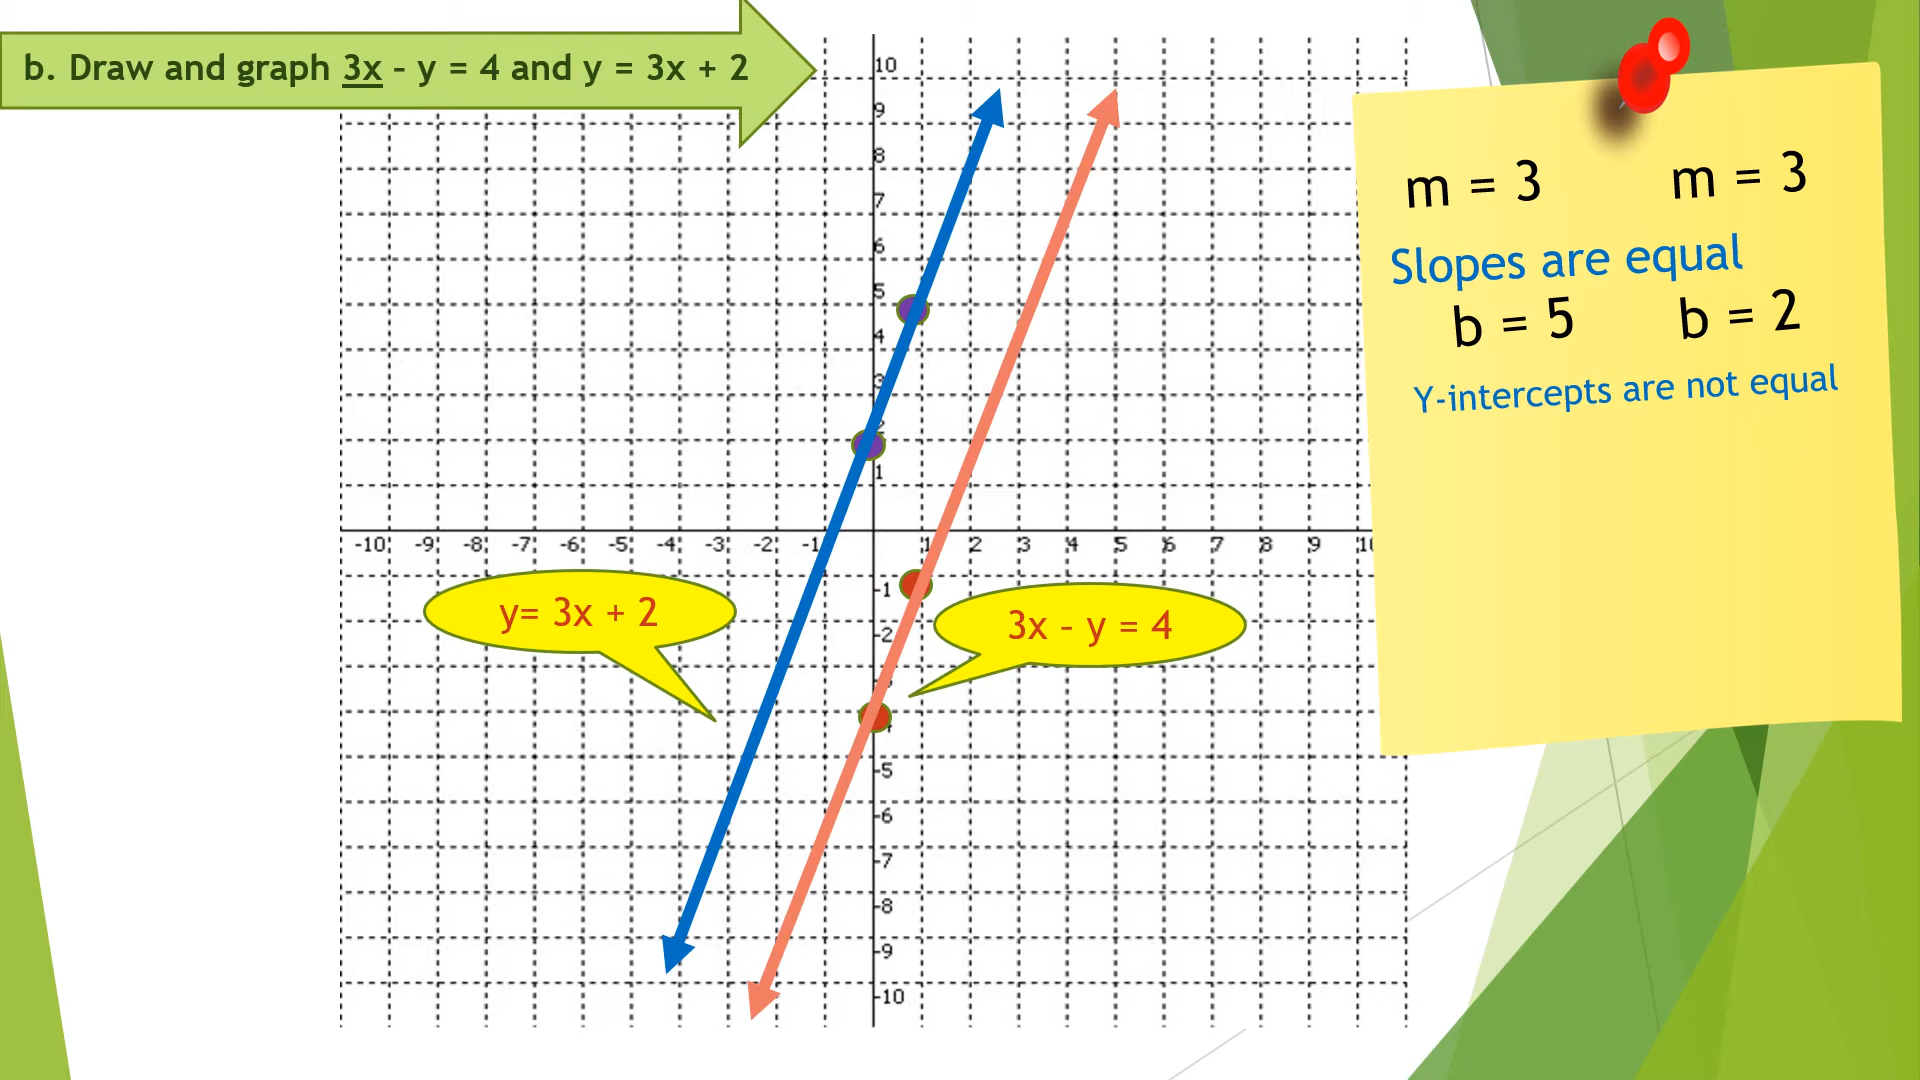 b. Draw and graph 3x - y = 4 and y = 3x + 2
m = 3 m = 3
Slopes are equal
b = 5 b = 2
Y-intercepts are not equal
10
9
8
7
6
5
4
3
2
1
-10 -9 -8 -7 -6 -5 -4 -3 -2 -1 1 2 3 4 5 6 7 8 9
-1
-2
y= 3x + 2
3x - y = 4
-5
-6
-7
-8
-9
-10